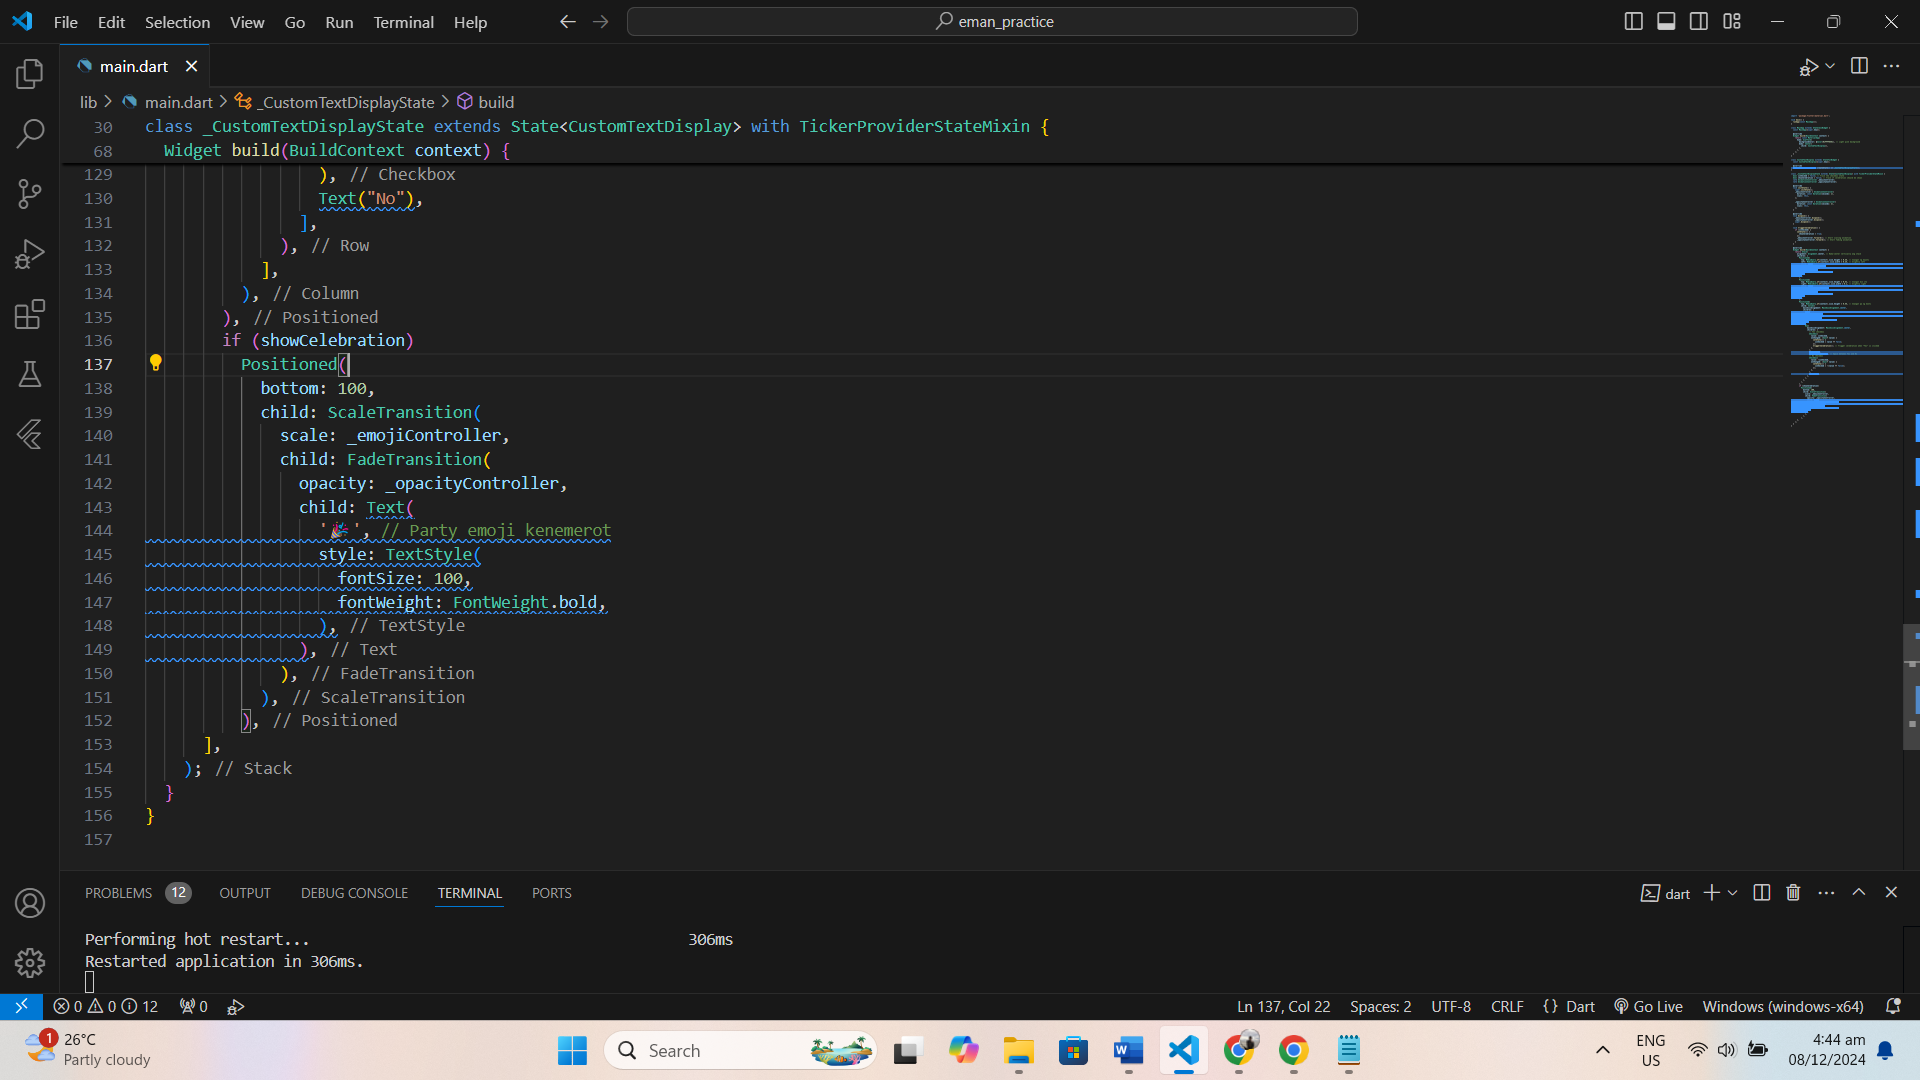 File Edit Selection View Go Run Terminal Help
eman_practice
main.dart
lib > main.dart > _CustomTextDisplayState > build
30 class _CustomTextDisplayState extends State<CustomTextDisplay> with TickerProviderStateMixin {
68 Widget build(BuildContext context) {
129 ), // Checkbox
130 Text("No"),
131 ],
132 ), // Row
133 ],
134 ), // Column
135 ), // Positioned
136 if (showCelebration)
137 Positioned(
138 bottom: 100,
139 child: ScaleTransition(
140 scale: _emojiController,
141 child: FadeTransition(
142 opacity: _opacityController,
143 child: Text(
144 '🎉', // Party emoji kenemerot
145 style: TextStyle(
146 fontSize: 100,
147 fontWeight: FontWeight.bold,
148 ), // TextStyle
149 ), // Text
150 ), // FadeTransition
151 ), // ScaleTransition
152 ), // Positioned
153 ],
154 ); // Stack
155 }
156 }
157
PROBLEMS 12 OUTPUT DEBUG CONSOLE TERMINAL PORTS
dart
Performing hot restart... 306ms
Restarted application in 306ms.
0 0 12 0
Ln 137, Col 22 Spaces: 2 UTF-8 CRLF {} Dart Go Live Windows (windows-x64)
1
26°C
Partly cloudy
Search
ENG
US
4:44 am
08/12/2024